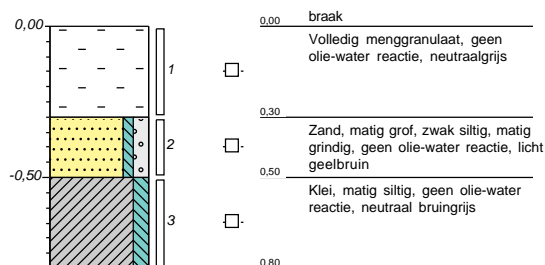 0,00
0,00
braak
Volledig menggranulaat, geen
olie-water reactie, neutraalgrijs
1
0,30
Zand, matig grof, zwak siltig, matig
grindig, geen olie-water reactie, licht
geelbruin
2
-0,50
0,50
Klei, matig siltig, geen olie-water
reactie, neutraal bruingrijs
3
0,80